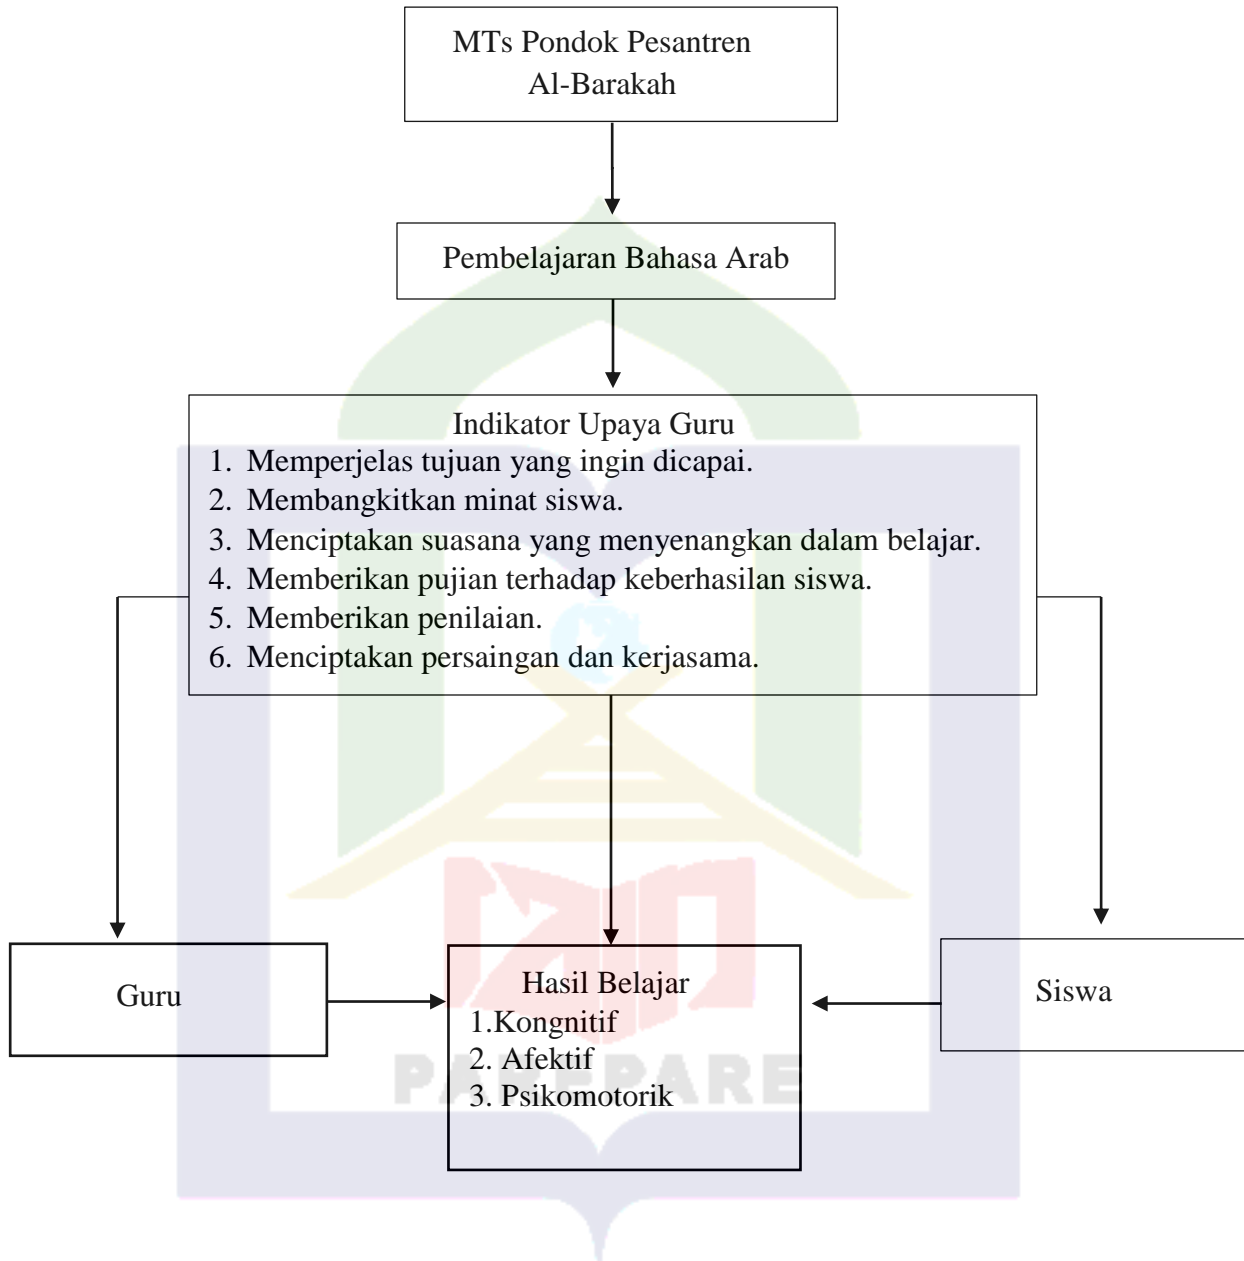 MTs Pondok Pesantren
Al-Barakah
Pembelajaran Bahasa Arab
Indikator Upaya Guru
1. Memperjelas tujuan yang ingin dicapai.
2. Membangkitkan minat siswa.
3. Menciptakan suasana yang menyenangkan dalam belajar.
4. Memberikan pujian terhadap keberhasilan siswa.
5. Memberikan penilaian.
6. Menciptakan persaingan dan kerjasama.
Guru
Hasil Belajar
1.Kongnitif
2. Afektif
3. Psikomotorik
Siswa
PAREPARE